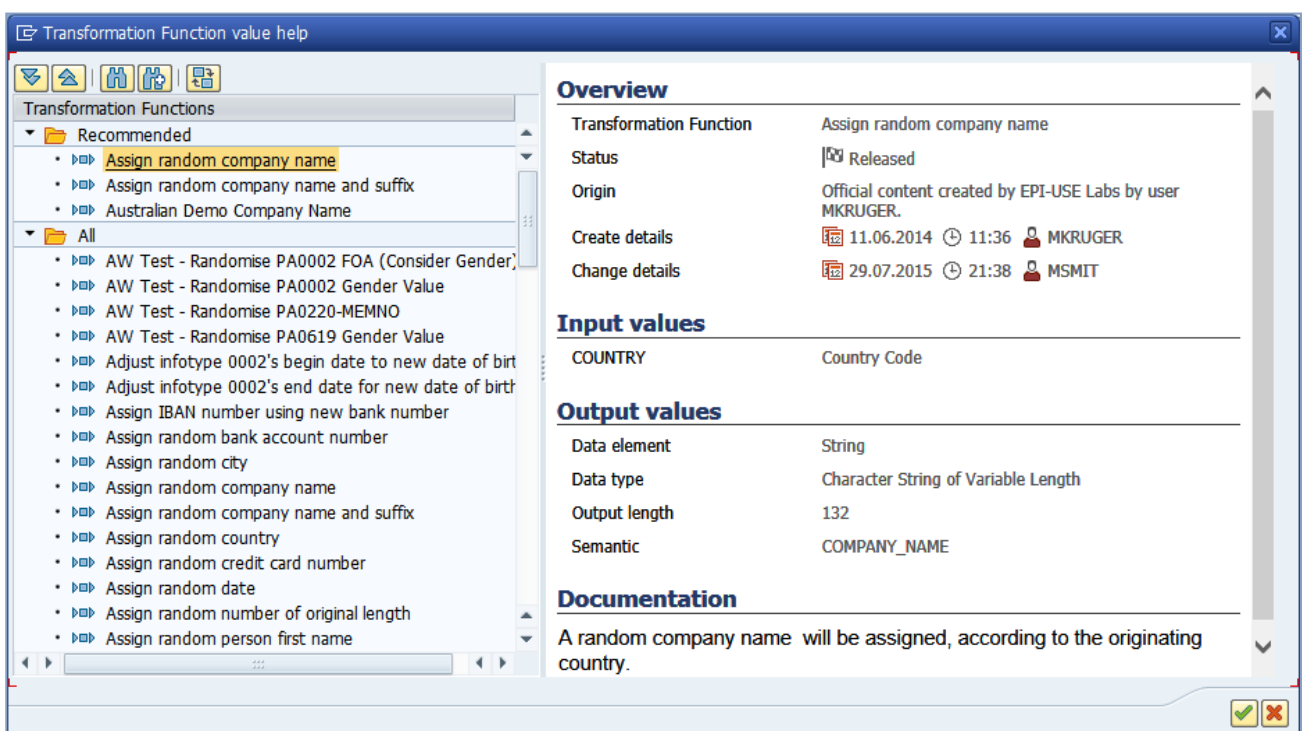 Transformation Function value help
Transformation Functions
Recommended
Assign random company name
Assign random company name and suffix
Australian Demo Company Name
All
AW Test - Randomise PA0002 FOA (Consider Gender)
AW Test - Randomise PA0002 Gender Value
AW Test - Randomise PA0220-MEMNO
AW Test - Randomise PA0619 Gender Value
Adjust infotype 0002's begin date to new date of birt
Adjust infotype 0002's end date for new date of birth
Assign IBAN number using new bank number
Assign random bank account number
Assign random city
Assign random company name
Assign random company name and suffix
Assign random country
Assign random credit card number
Assign random date
Assign random number of original length
Assign random person first name
Overview
Transformation Function Assign random company name
Status Released
Origin Official content created by EPI-USE Labs by user
MKRUGER.
Create details 11.06.2014 11:36 MKRUGER
Change details 29.07.2015 21:38 MSMIT
Input values
COUNTRY Country Code
Output values
Data element String
Data type Character String of Variable Length
Output length 132
Semantic COMPANY_NAME
Documentation
A random company name will be assigned, according to the originating
country.